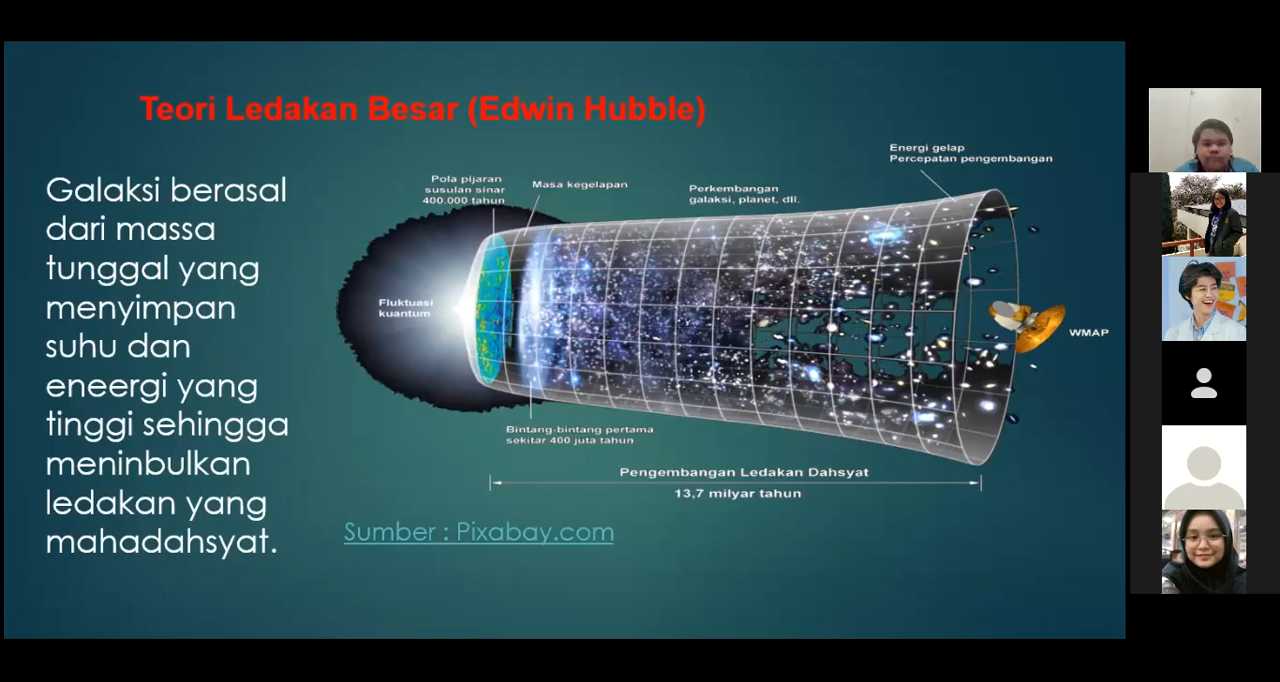 Teori Ledakan Besar (Edwin Hubble)
Galaksi berasal
dari massa
tunggal yang
menyimpan
suhu dan
eneergi yang
tinggi sehingga
meninbulkan
ledakan yang
mahadahsyat.
Pola pijaran
susulan sinar
400.000 tahun
Masa kegelapan
Perkembangan
galaksi, planet, dll.
Energi gelap
Percepatan pengembangan
Fluktuasi
kuantum
WMAP
Bintang-bintang pertama
sekitar 400 juta tahun
Pengembangan Ledakan Dahsyat
13,7 milyar tahun
Sumber : Pixabay.com